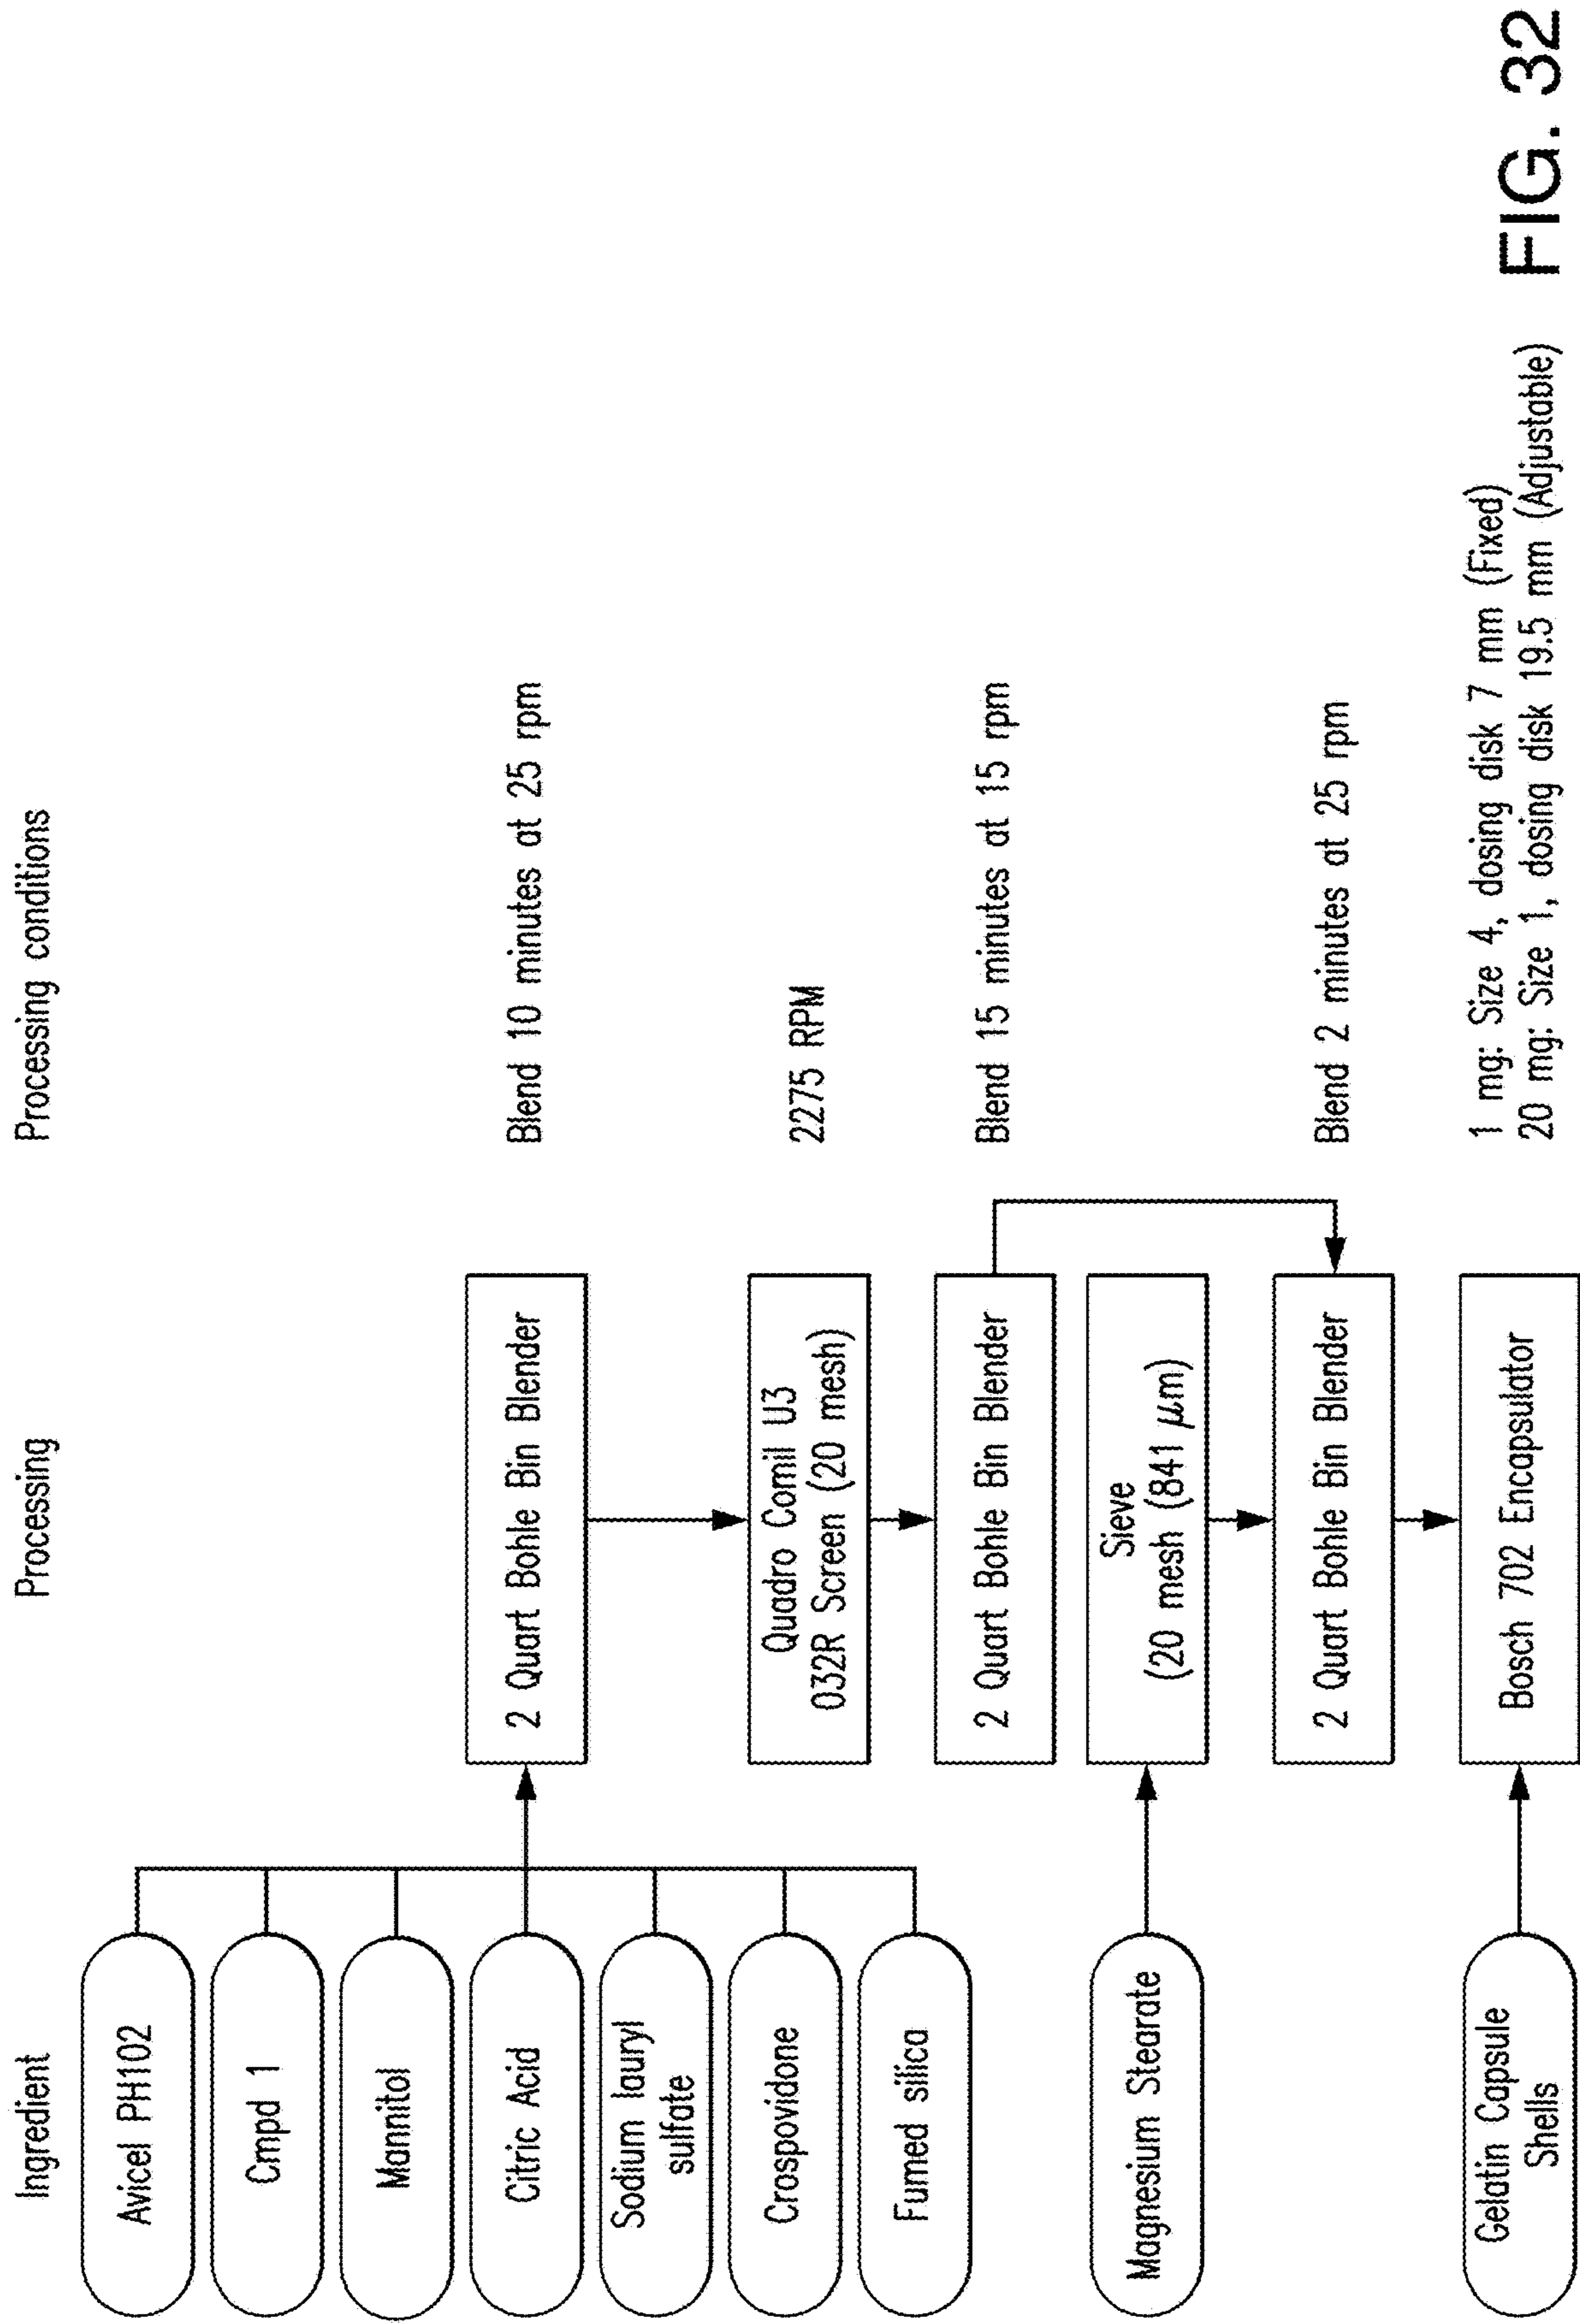 Ingredient
Processing
Processing conditions
Avicel PH102
Cmpd 1
Mannitol
Citric Acid
2 Quart Bohle Bin Blender
Blend 10 minutes at 25 rpm
Sodium lauryl
sulfate
Crospovidone
Quadro Comil U3
032R Screen (20 mesh)
2275 RPM
Fumed silica
2 Quart Bohle Bin Blender
Blend 15 minutes at 15 rpm
Magnesium Stearate
Sieve
(20 mesh (841 μm)
2 Quart Bohle Bin Blender
Blend 2 minutes at 25 rpm
Gelatin Capsule
Shells
Bosch 702 Encapsulator
1 mg: Size 4, dosing disk 7 mm (Fixed)
20 mg: Size 1, dosing disk 19.5 mm (Adjustable)
FIG. 32